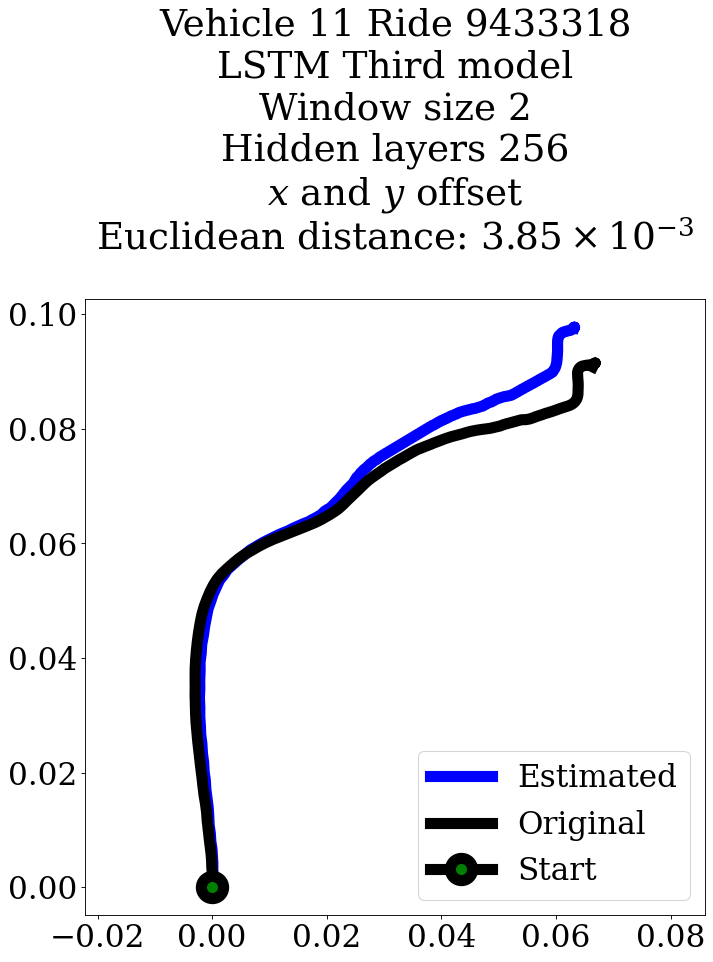 Vehicle 11 Ride 9433318
LSTM Third model
Window size 2
Hidden layers 256
x and y offset
Euclidean distance: 3.85 × 10⁻³
0.10
0.08
0.06
0.04
0.02
0.00
Estimated
Original
Start
−0.02 0.00 0.02 0.04 0.06 0.08